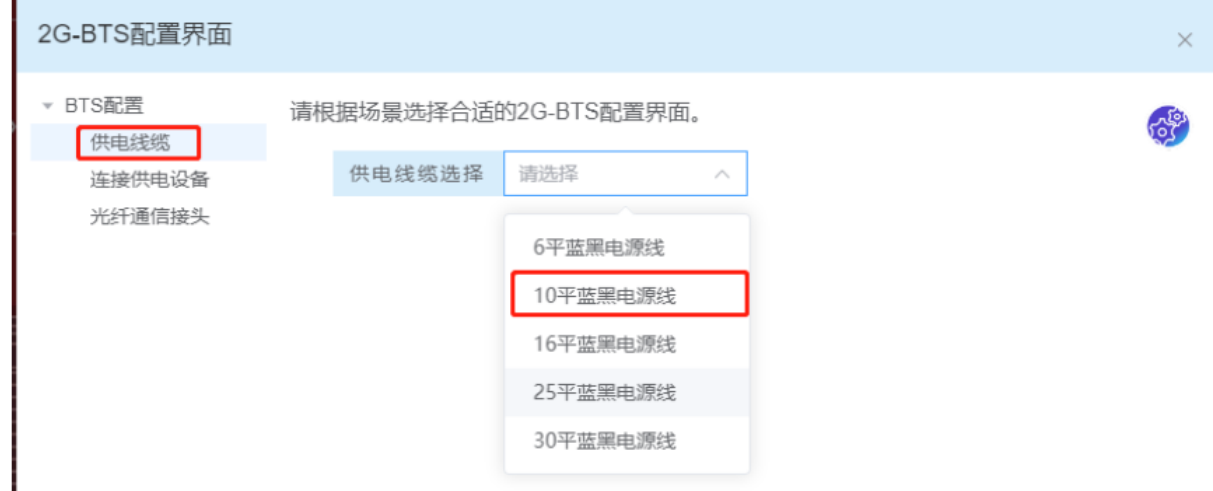 2G-BTS配置界面
BTS配置
供电线缆
连接供电设备
光纤通信接头
请根据场景选择合适的2G-BTS配置界面。
供电线缆选择
请选择
6平蓝黑电源线
10平蓝黑电源线
16平蓝黑电源线
25平蓝黑电源线
30平蓝黑电源线